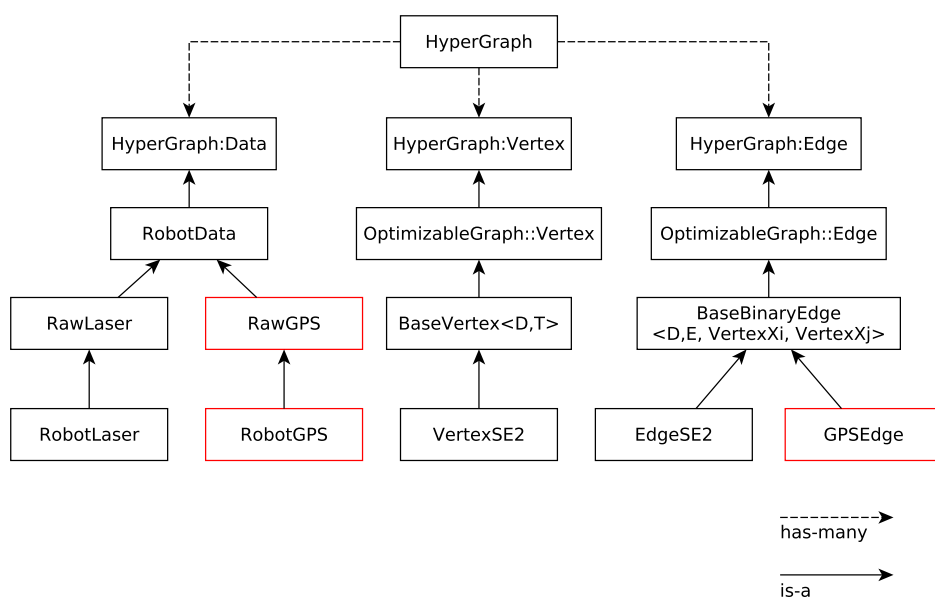 HyperGraph
HyperGraph:Data
HyperGraph:Vertex
HyperGraph:Edge
RobotData
OptimizableGraph::Vertex
OptimizableGraph::Edge
RawLaser
RawGPS
BaseVertex<D,T>
BaseBinaryEdge
<D,E, VertexXi, VertexXj>
RobotLaser
RobotGPS
VertexSE2
EdgeSE2
GPSEdge
has-many
is-a